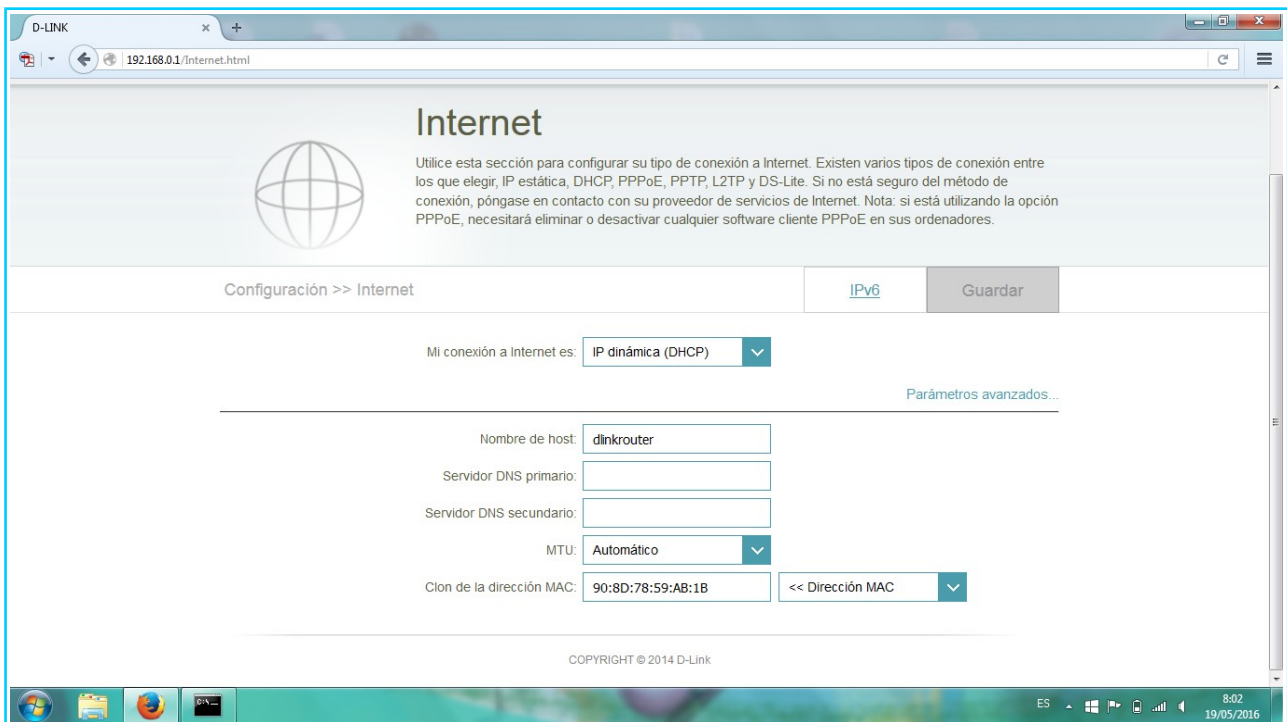 D-LINK
192.168.0.1/Internet.html
Internet
Utilice esta sección para configurar su tipo de conexión a Internet. Existen varios tipos de conexión entre
los que elegir, IP estática, DHCP, PPPoE, PPTP, L2TP y DS-Lite. Si no está seguro del método de
conexión, póngase en contacto con su proveedor de servicios de Internet. Nota: si está utilizando la opción
PPPoE, necesitará eliminar o desactivar cualquier software cliente PPPoE en sus ordenadores.
Configuración >> Internet
IPv6
Guardar
Mi conexión a Internet es: IP dinámica (DHCP)
Parámetros avanzados...
Nombre de host: dlinkrouter
Servidor DNS primario:
Servidor DNS secundario:
MTU: Automático
Clon de la dirección MAC: 90:8D:78:59:AB:1B << Dirección MAC
COPYRIGHT © 2014 D-Link
ES
8:02
19/05/2016